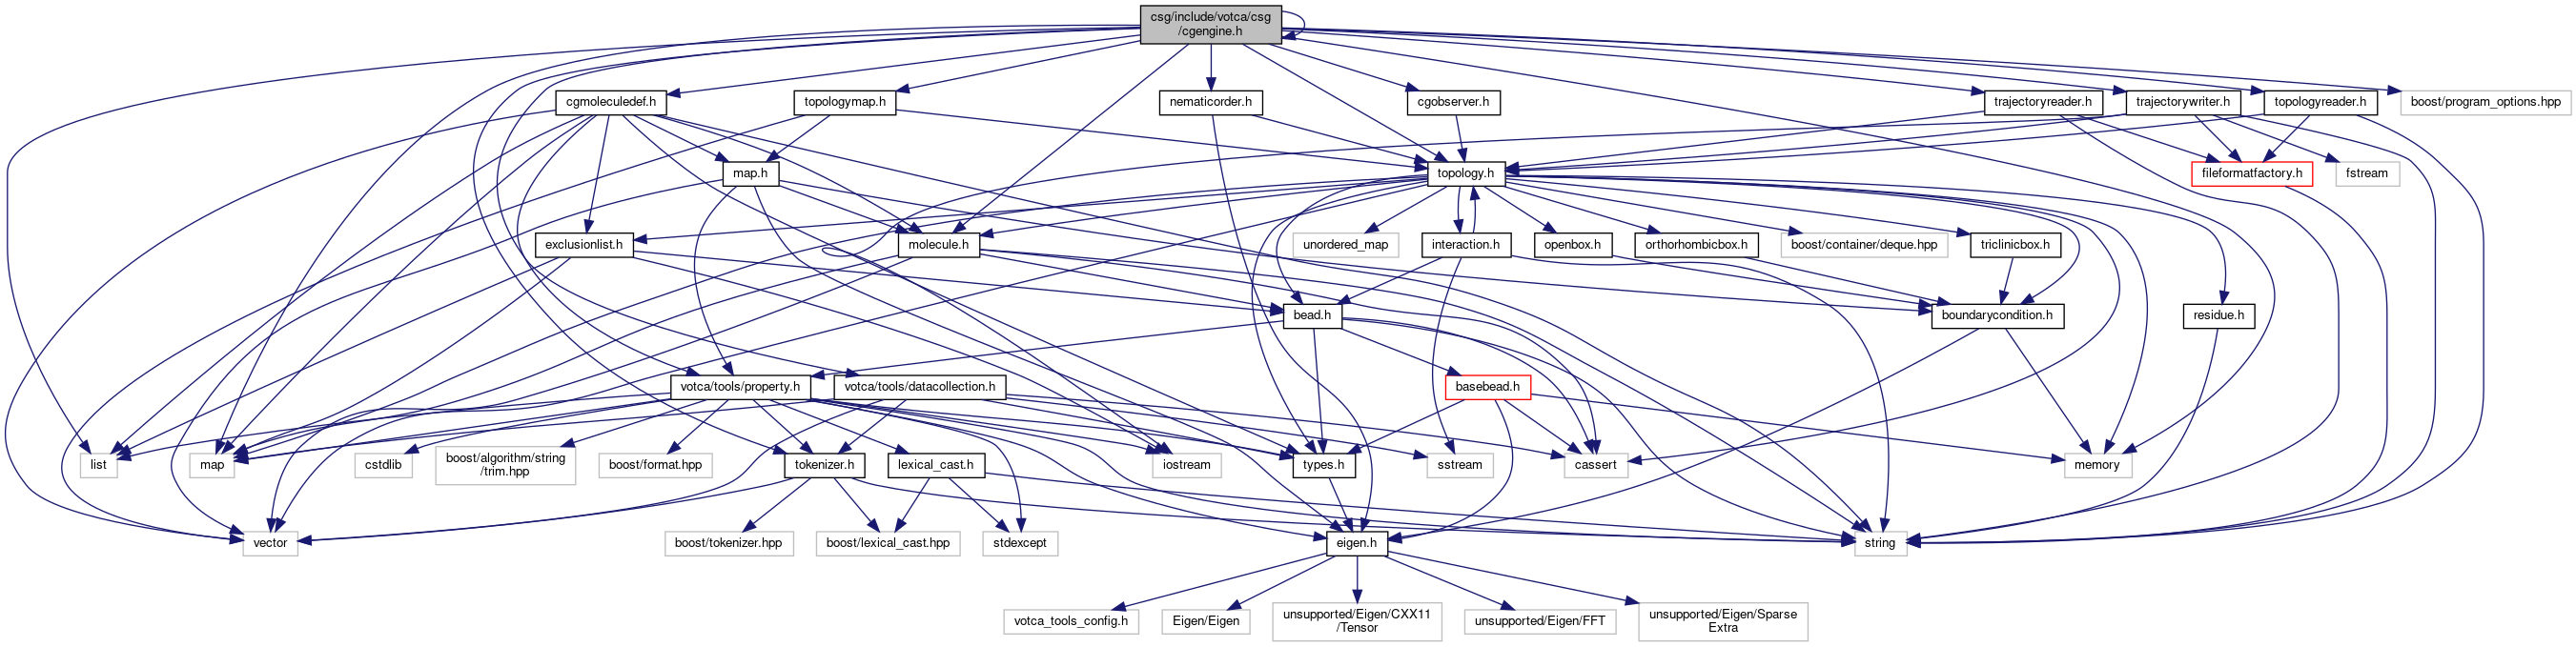 csg/include/votca/csg
/cgengine.h
cgmoleculedef.h
topologymap.h
nematicorder.h
cgobserver.h
trajectoryreader.h
trajectorywriter.h
topologyreader.h
boost/program_options.hpp
map.h
topology.h
fileformatfactory.h
fstream
exclusionlist.h
molecule.h
unordered_map
interaction.h
openbox.h
orthorhombicbox.h
boost/container/deque.hpp
triclinicbox.h
bead.h
boundarycondition.h
residue.h
votca/tools/property.h
votca/tools/datacollection.h
basebead.h
list
map
cstdlib
boost/algorithm/string
/trim.hpp
boost/format.hpp
tokenizer.h
lexical_cast.h
iostream
types.h
sstream
cassert
memory
vector
boost/tokenizer.hpp
boost/lexical_cast.hpp
stdexcept
eigen.h
string
votca_tools_config.h
Eigen/Eigen
unsupported/Eigen/CXX11
/Tensor
unsupported/Eigen/FFT
unsupported/Eigen/Sparse
Extra